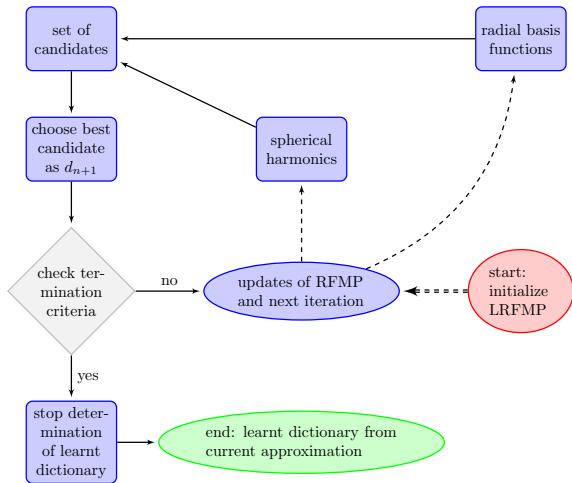 set of
candidates
radial basis
functions
choose best
candidate
as $d_{n+1}$
spherical
harmonics
check ter-
mination
criteria
no
updates of RFMP
and next iteration
start:
initialize
LRFMP
yes
stop deter-
mination
of learnt
dictionary
end: learnt dictionary from
current approximation